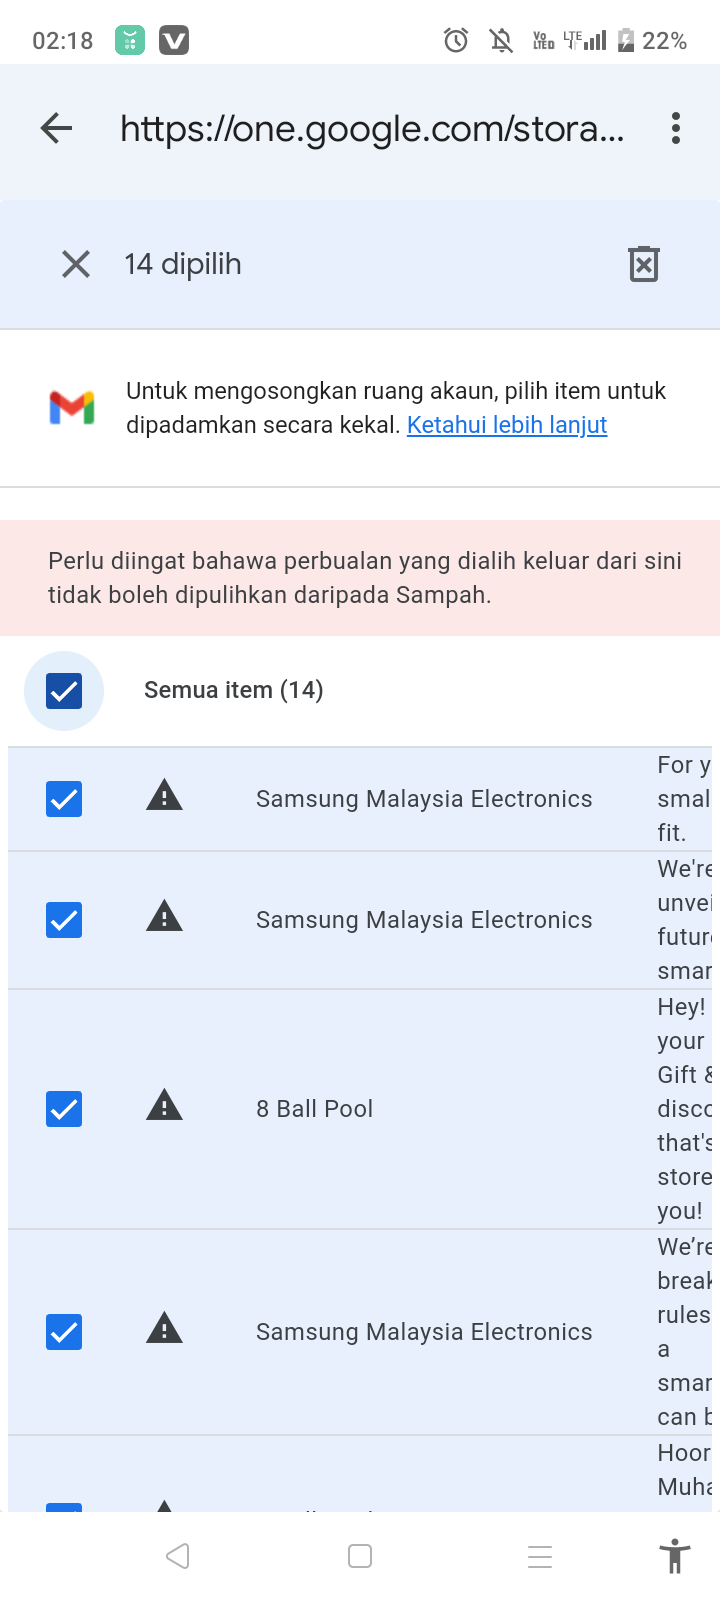 02:18
Vo LTE D LTE 22%
https://one.google.com/stora...
14 dipilih
Untuk mengosongkan ruang akaun, pilih item untuk
dipadamkan secara kekal. Ketahui lebih lanjut
Perlu diingat bahawa perbualan yang dialih keluar dari sini
tidak boleh dipulihkan daripada Sampah.
Semua item (14)
Samsung Malaysia Electronics
For y
smal
fit.
Samsung Malaysia Electronics
We're
unvei
futur
smar
8 Ball Pool
Hey!
your
Gift &
disco
that's
store
you!
Samsung Malaysia Electronics
We’re
break
rules
a
smar
can b
Hoor
Muha